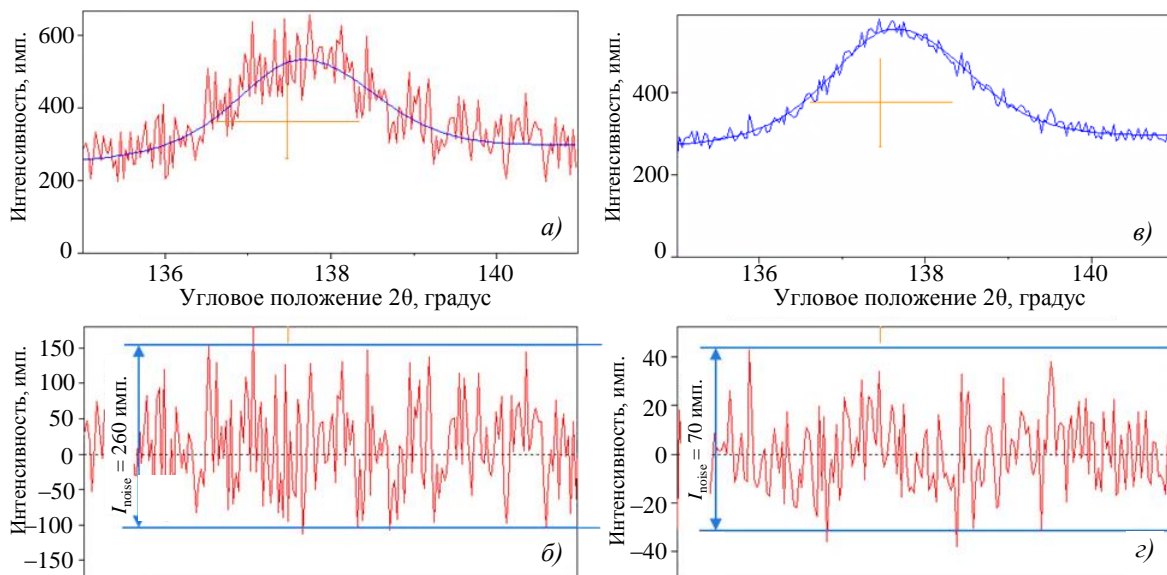 Интенсивность, имп.
600
400
200
0
136
138
140
Угловое положение 2θ, градус
а)
Интенсивность, имп.
400
200
0
136
138
140
Угловое положение 2θ, градус
в)
Интенсивность, имп.
150
100
50
0
–50
–100
–150
I noise = 260 имп.
б)
Интенсивность, имп.
40
20
0
–20
–40
I noise = 70 имп.
г)